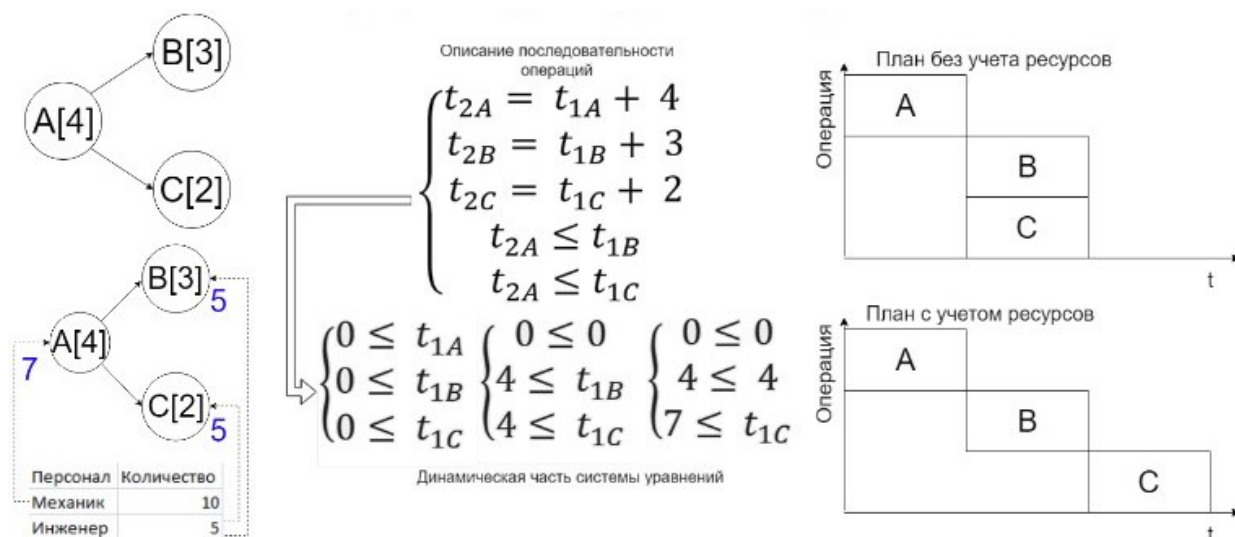 B[3]
A[4]
C[2]
B[3]
5
A[4]
7
C[2]
5
Персонал Количество
Механик 10
Инженер 5
Описание последовательности
операций
t₂A = t₁A + 4
t₂B = t₁B + 3
t₂C = t₁C + 2
t₂A ≤ t₁B
t₂A ≤ t₁C
0 ≤ t₁A
0 ≤ t₁B
0 ≤ t₁C
0 ≤ 0
4 ≤ t₁B
4 ≤ t₁C
0 ≤ 0
4 ≤ 4
7 ≤ t₁C
Динамическая часть системы уравнений
План без учета ресурсов
Операция
A
B
C
t
План с учетом ресурсов
Операция
A
B
C
t